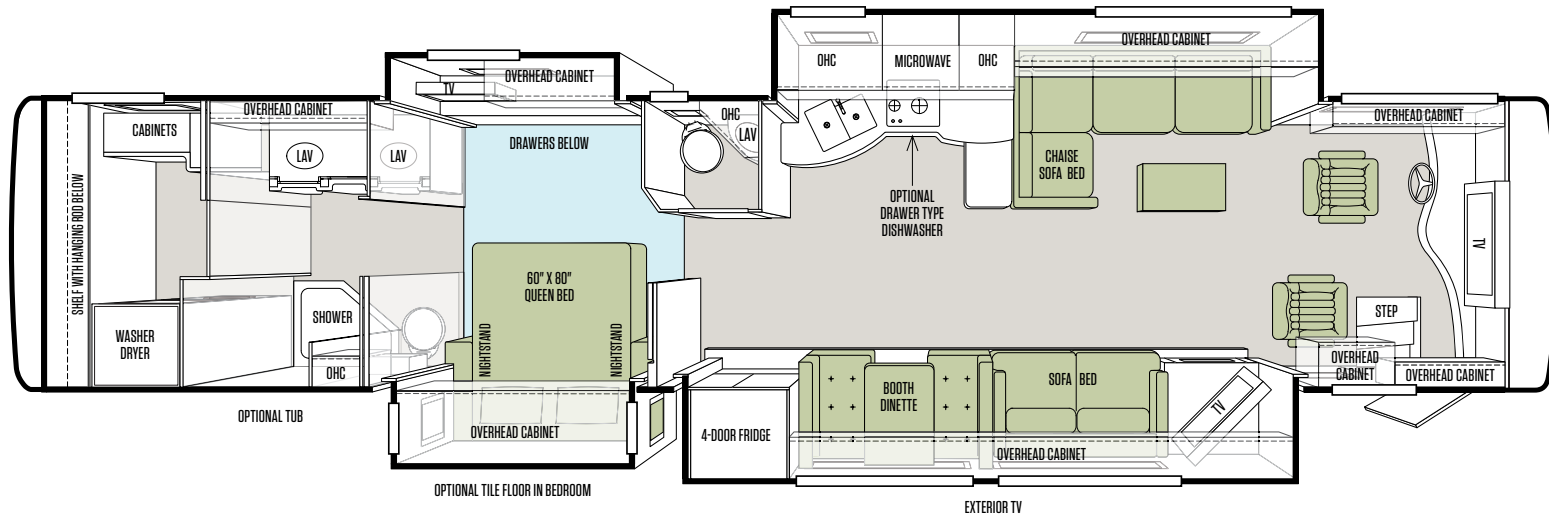 OVERHEAD CABINET
OHC
MICROWAVE
OHC
OVERHEAD CABINET
TV
OVERHEAD CABINET
CABINETS
OVERHEAD CABINET
OHC
LAV
LAV
LAV
DRAWERS BELOW
CHAISE
SOFA BED
OPTIONAL
DRAWER TYPE
DISHWASHER
SHELF WITH HANGING ROD BELOW
60" X 80"
QUEEN BED
TV
WASHER
DRYER
SHOWER
OHC
NIGHTSTAND
NIGHTSTAND
STEP
OVERHEAD
CABINET
OVERHEAD CABINET
BOOTH
DINETTE
SOFA BED
TV
4-DOOR FRIDGE
OVERHEAD CABINET
OVERHEAD CABINET
OPTIONAL TUB
OPTIONAL TILE FLOOR IN BEDROOM
EXTERIOR TV